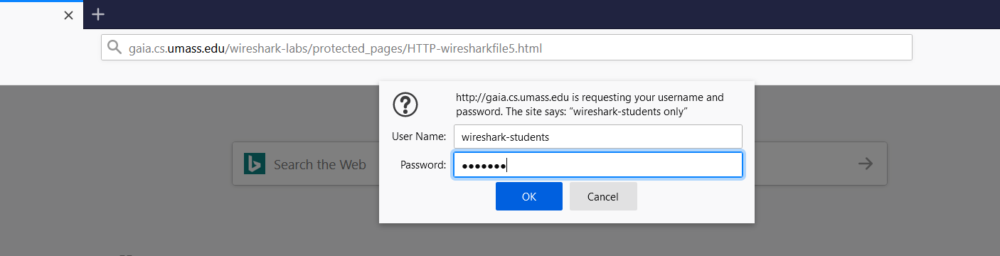 gaia.cs.umass.edu/wireshark-labs/protected_pages/HTTP-wiresharkfile5.html
http://gaia.cs.umass.edu is requesting your username and
password. The site says: “wireshark-students only”
User Name: wireshark-students
Password: ●●●●●●●
Search the Web
OK Cancel